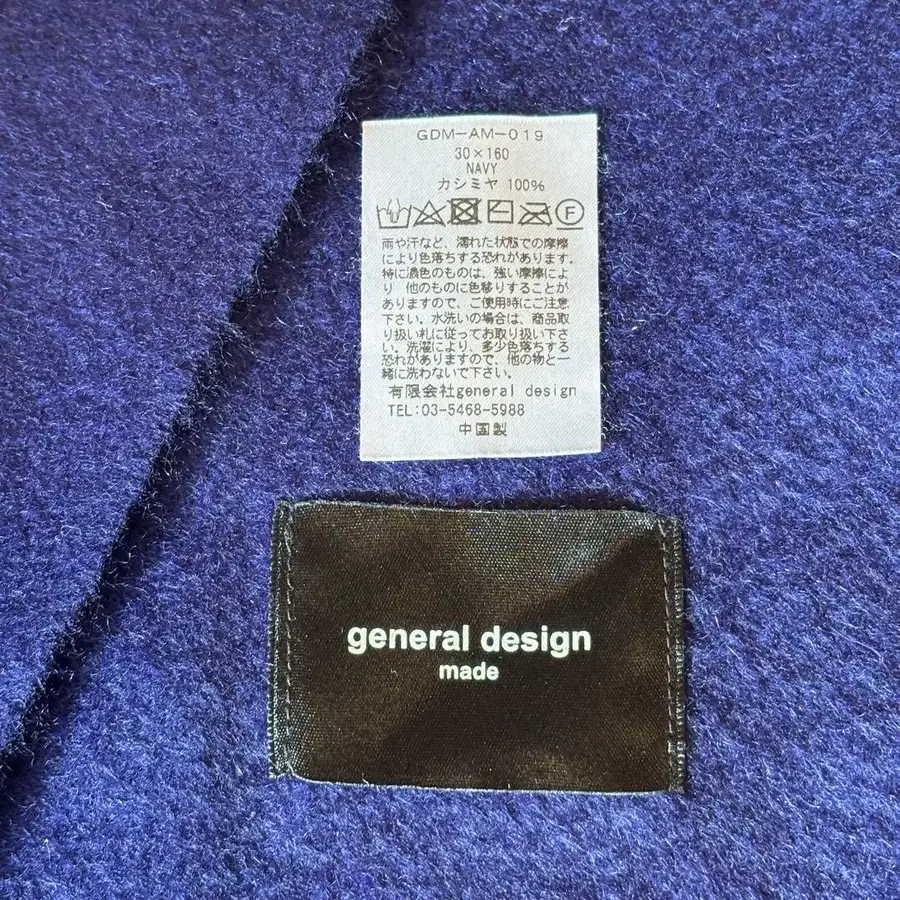 GDM-AM-019
30×160
NAVY
カシミヤ 100%
F
雨や汗など、濡れた状態での摩擦
により色落ちする恐れがあります。
特に濃色のものは、強い摩擦によ
り 他のものに色移りすることが
ありますので、ご使用時にご注意
下さい。水洗いの場合は、商品取
り扱い札に従ってお取り扱い下さ
い。洗濯により、多少色落ちする
恐れがありますので、他の物と一
緒に洗わないで下さい。
有限会社general design
TEL:03-5468-5988
中国製
general design
made